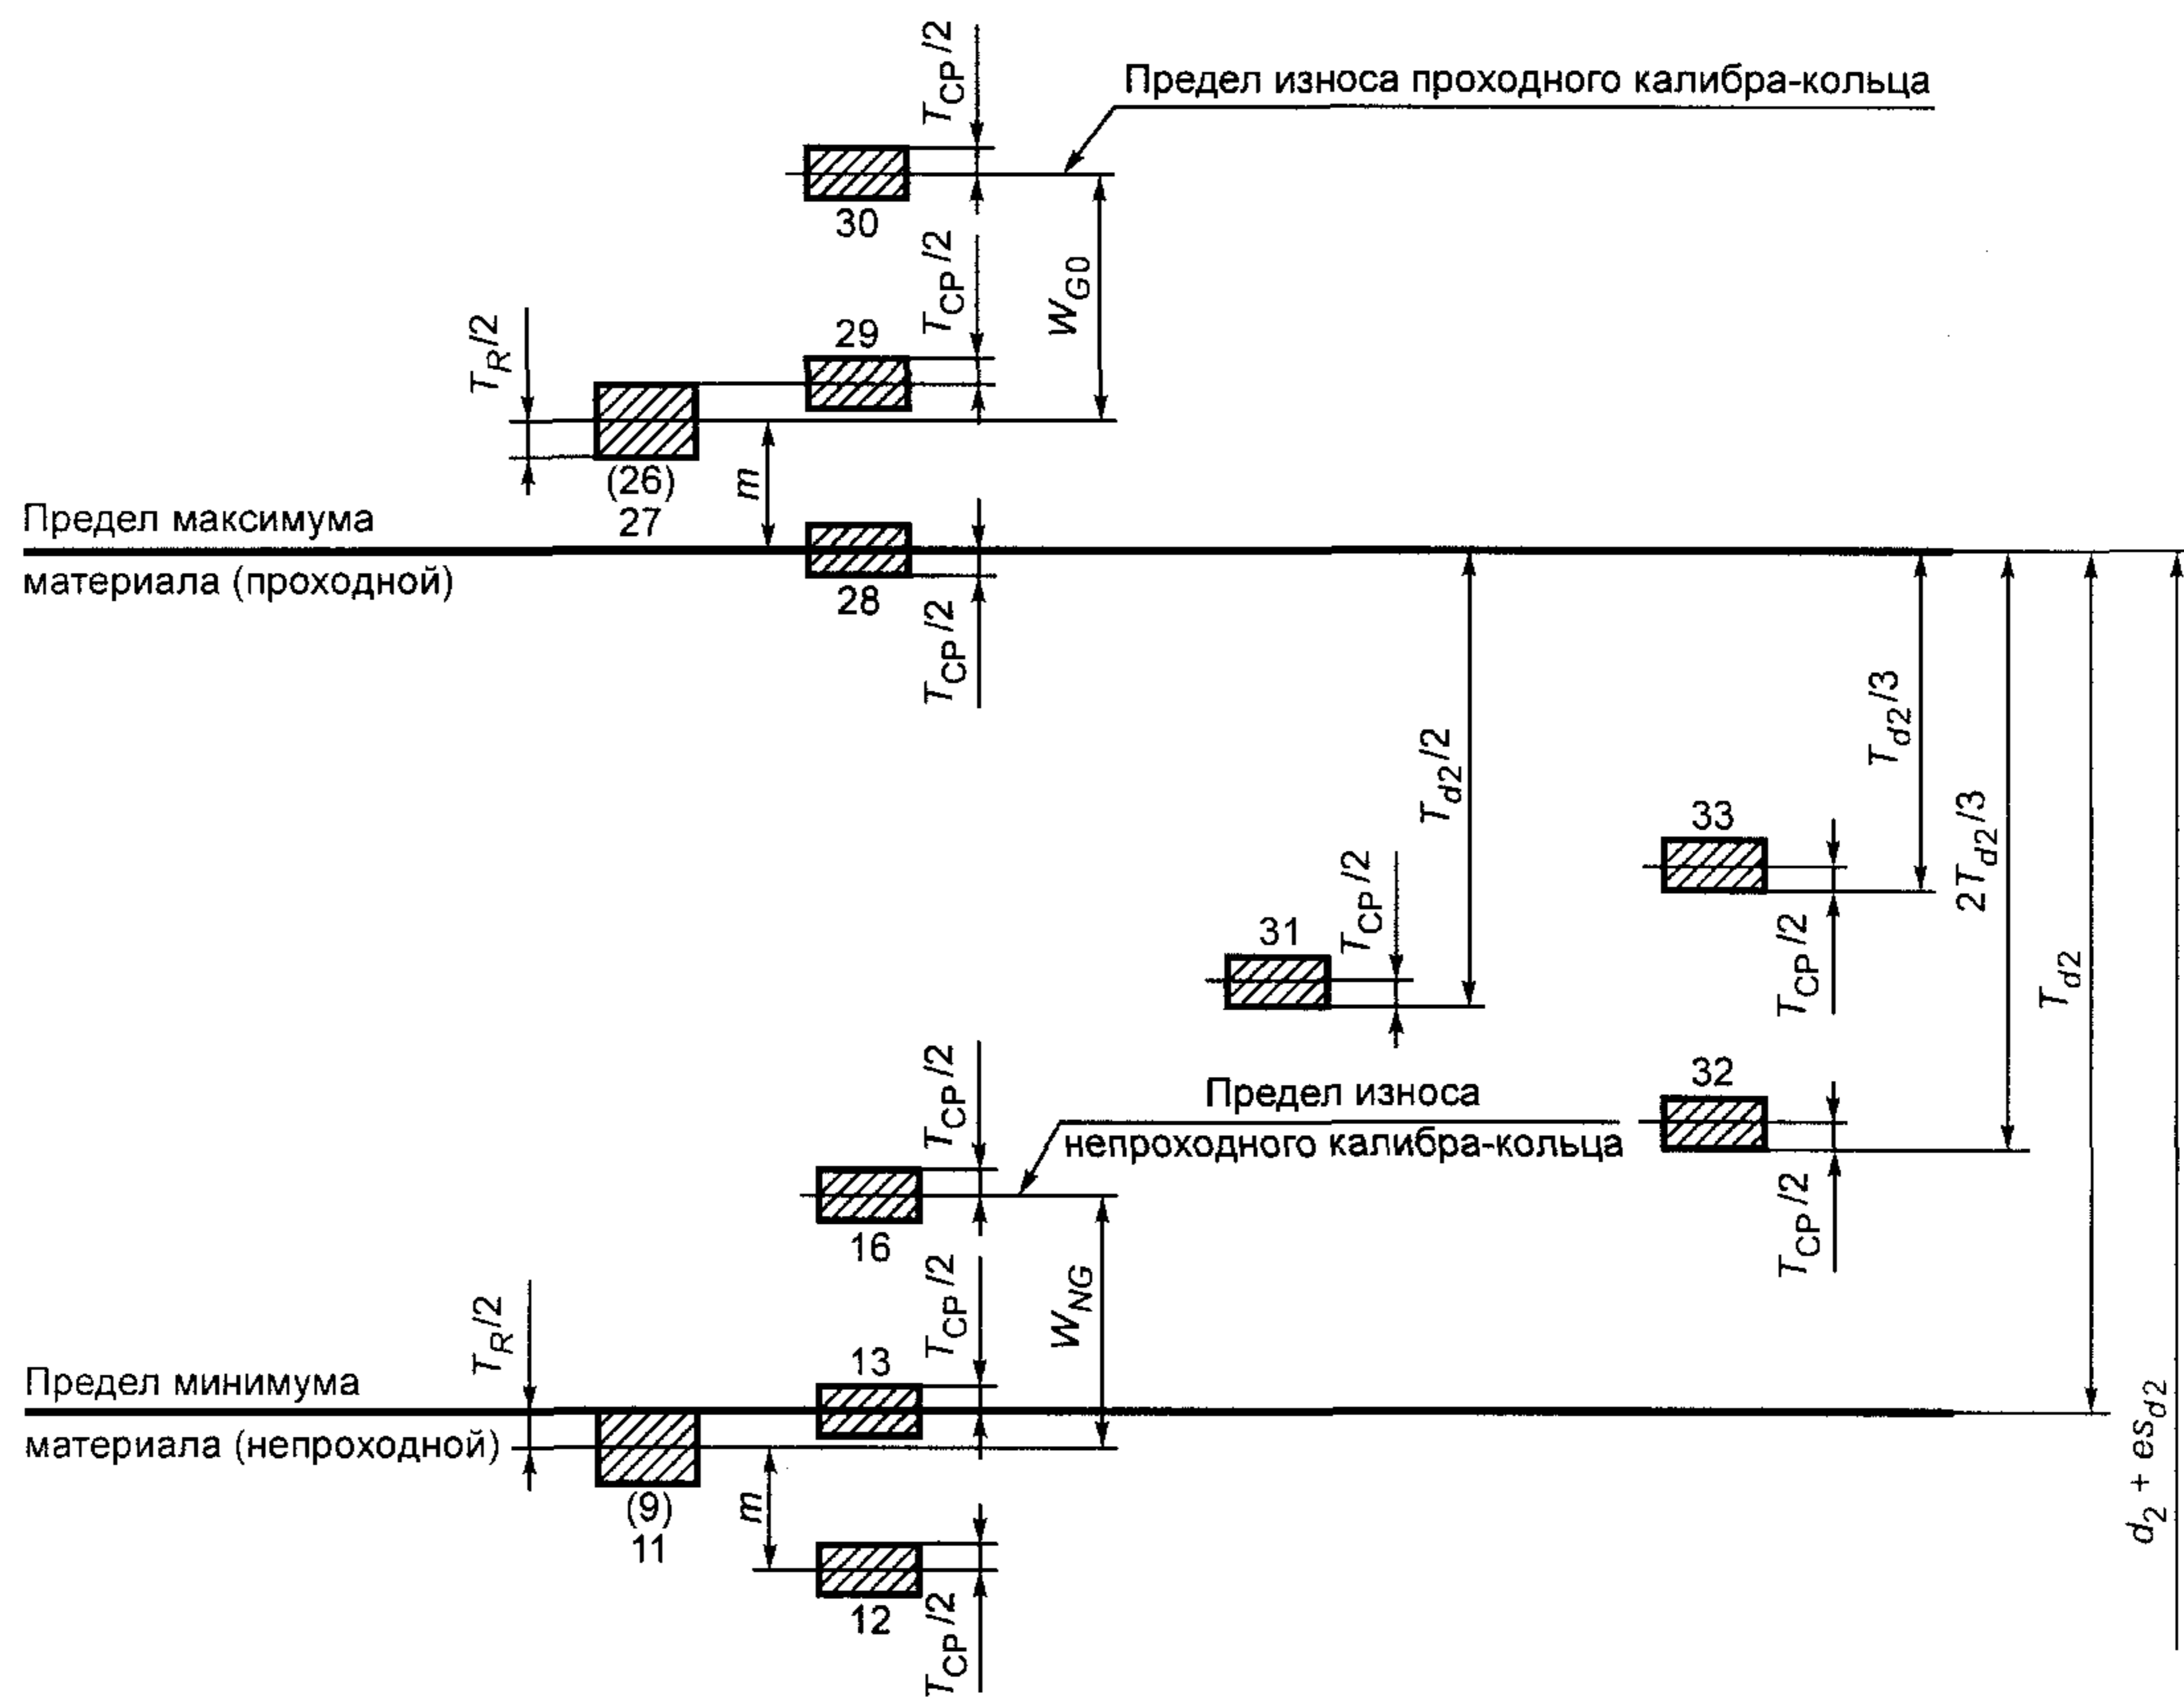 T_CP/2
Предел износа проходного калибра-кольца
30
T_CP/2
W_G0
29
T_R/2
(26)
27
m
Предел максимума
материала (проходной)
28
T_CP/2
T_d2/2
T_d2/3
2T_d2/3
T_d2
33
T_CP/2
31
T_CP/2
32
T_CP/2
T_CP/2
Предел износа
непроходного калибра-кольца
16
T_CP/2
W_NG
T_R/2
13
Предел минимума
материала (непроходной)
(9)
11
m
12
T_CP/2
d_2 + es_d2